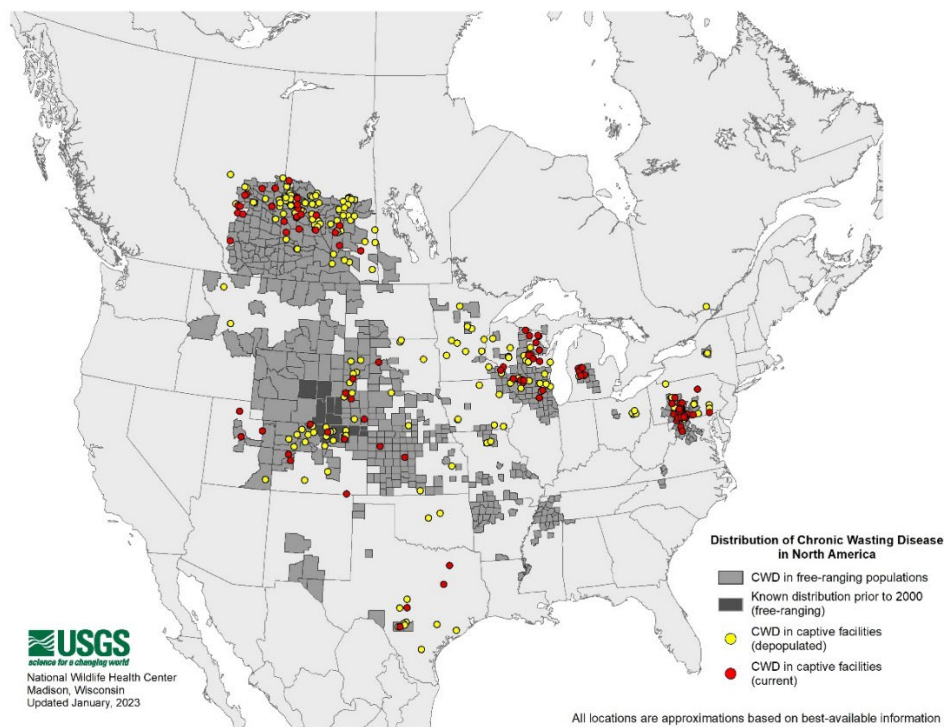 Distribution of Chronic Wasting Disease
in North America
CWD in free-ranging populations
Known distribution prior to 2000
(free-ranging)
CWD in captive facilities
(depopulated)
CWD in captive facilities
(current)
USGS
science for a changing world
National Wildlife Health Center
Madison, Wisconsin
Updated January, 2023
All locations are approximations based on best-available information